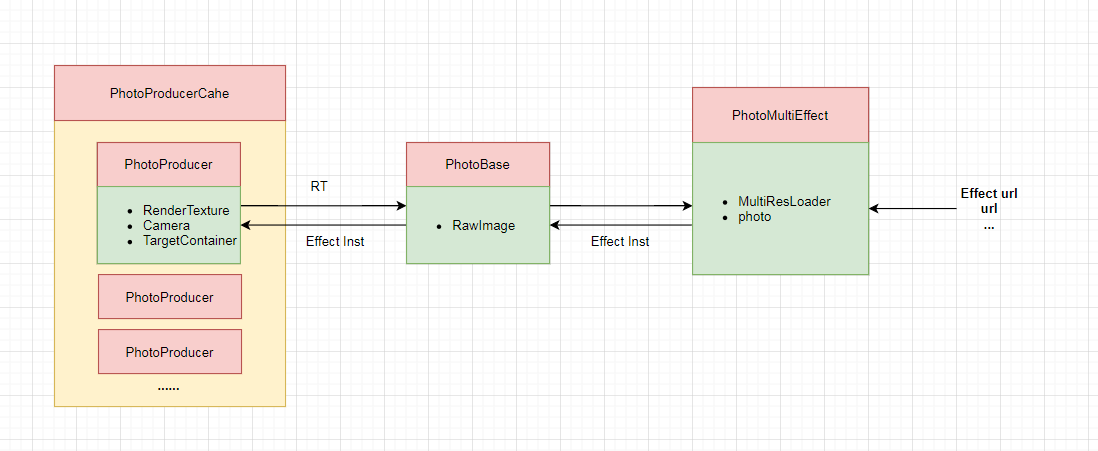 PhotoProducerCahe
PhotoProducer
• RenderTexture
• Camera
• TargetContainer
PhotoProducer
PhotoProducer
......
RT
Effect Inst
PhotoBase
• RawImage
Effect Inst
PhotoMultiEffect
• MultiResLoader
• photo
Effect url
url
...